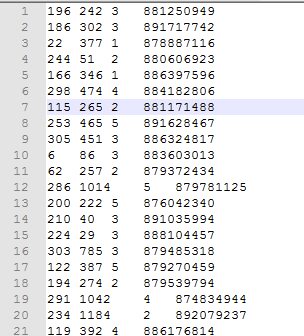 1 196 242 3 881250949
2 186 302 3 891717742
3 22 377 1 878887116
4 244 51 2 880606923
5 166 346 1 886397596
6 298 474 4 884182806
7 115 265 2 881171488
8 253 465 5 891628467
9 305 451 3 886324817
10 6 86 3 883603013
11 62 257 2 879372434
12 286 1014 5 879781125
13 200 222 5 876042340
14 210 40 3 891035994
15 224 29 3 888104457
16 303 785 3 879485318
17 122 387 5 879270459
18 194 274 2 879539794
19 291 1042 4 874834944
20 234 1184 2 892079237
21 119 392 4 886176814